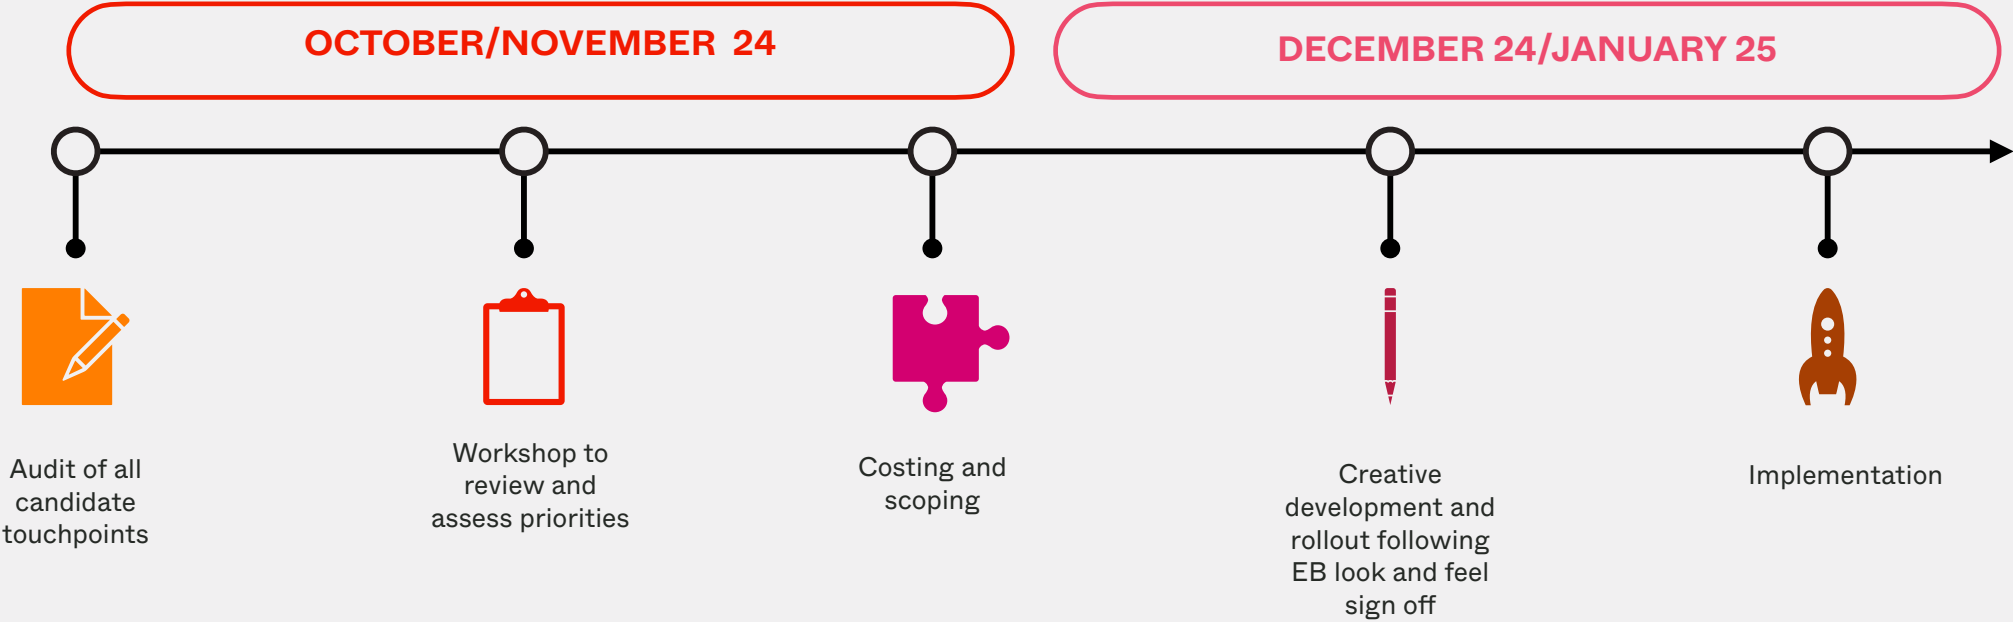 OCTOBER/NOVEMBER 24
DECEMBER 24/JANUARY 25
Audit of all
candidate
touchpoints
Workshop to
review and
assess priorities
Costing and
scoping
Creative
development and
rollout following
EB look and feel
sign off
Implementation